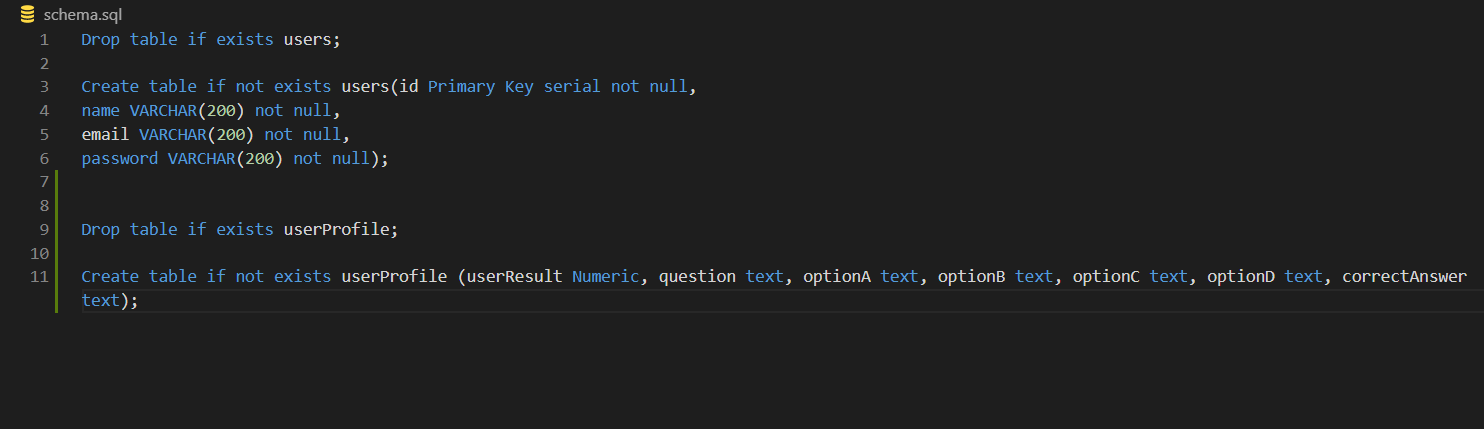 schema.sql
1 Drop table if exists users;
2
3 Create table if not exists users(id Primary Key serial not null,
4 name VARCHAR(200) not null,
5 email VARCHAR(200) not null,
6 password VARCHAR(200) not null);
7
8
9 Drop table if exists userProfile;
10
11 Create table if not exists userProfile (userResult Numeric, question text, optionA text, optionB text, optionC text, optionD text, correctAnswer
text);